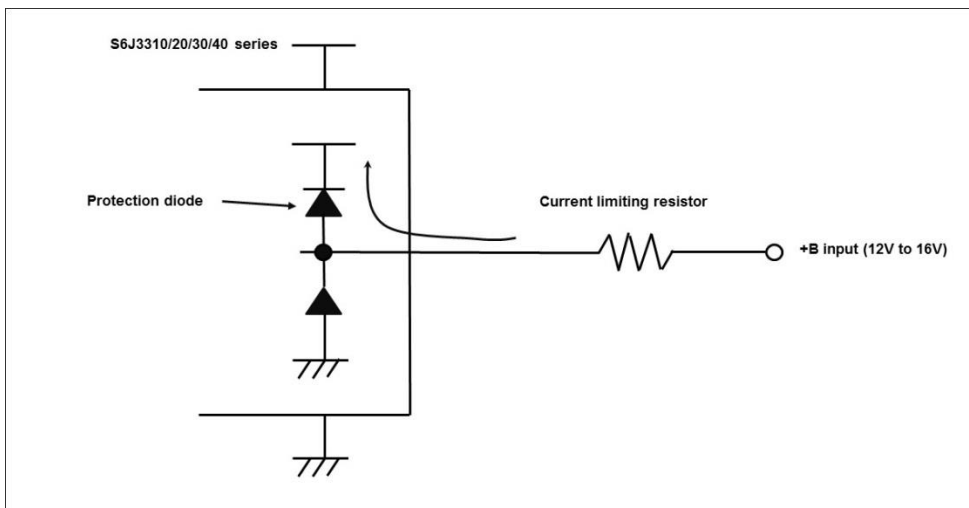 S6J3310/20/30/40 series
Protection diode
Current limiting resistor
+B input (12V to 16V)